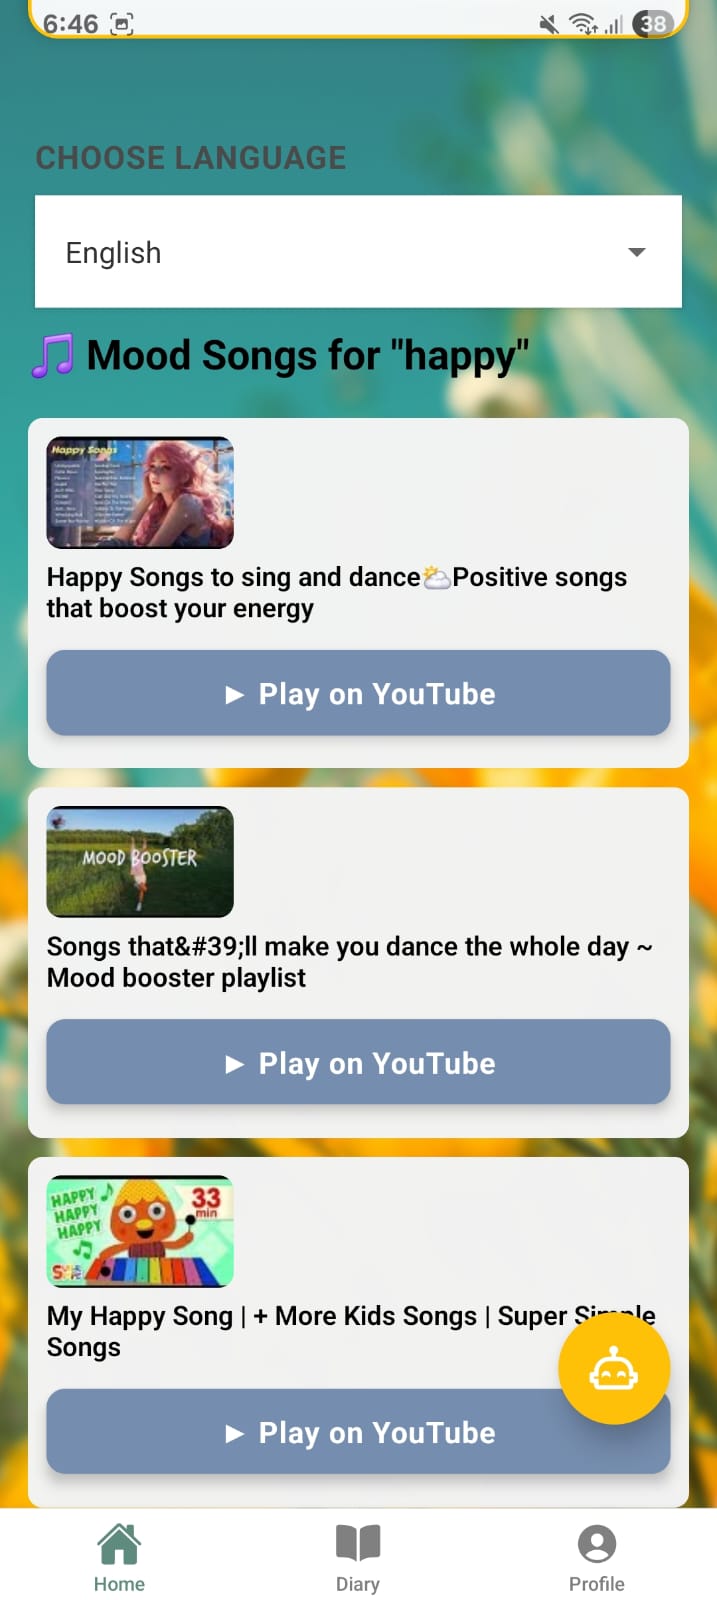 6:46
38
CHOOSE LANGUAGE
English
🎵 Mood Songs for "happy"
Happy Songs
Happy Songs to sing and dance🌤️Positive songs
that boost your energy
▶ Play on YouTube
MOOD BOOSTER
Songs that&#39;ll make you dance the whole day ~
Mood booster playlist
▶ Play on YouTube
HAPPY
HAPPY
HAPPY
33
min
My Happy Song | + More Kids Songs | Super Simple
Songs
▶ Play on YouTube
Home
Diary
Profile